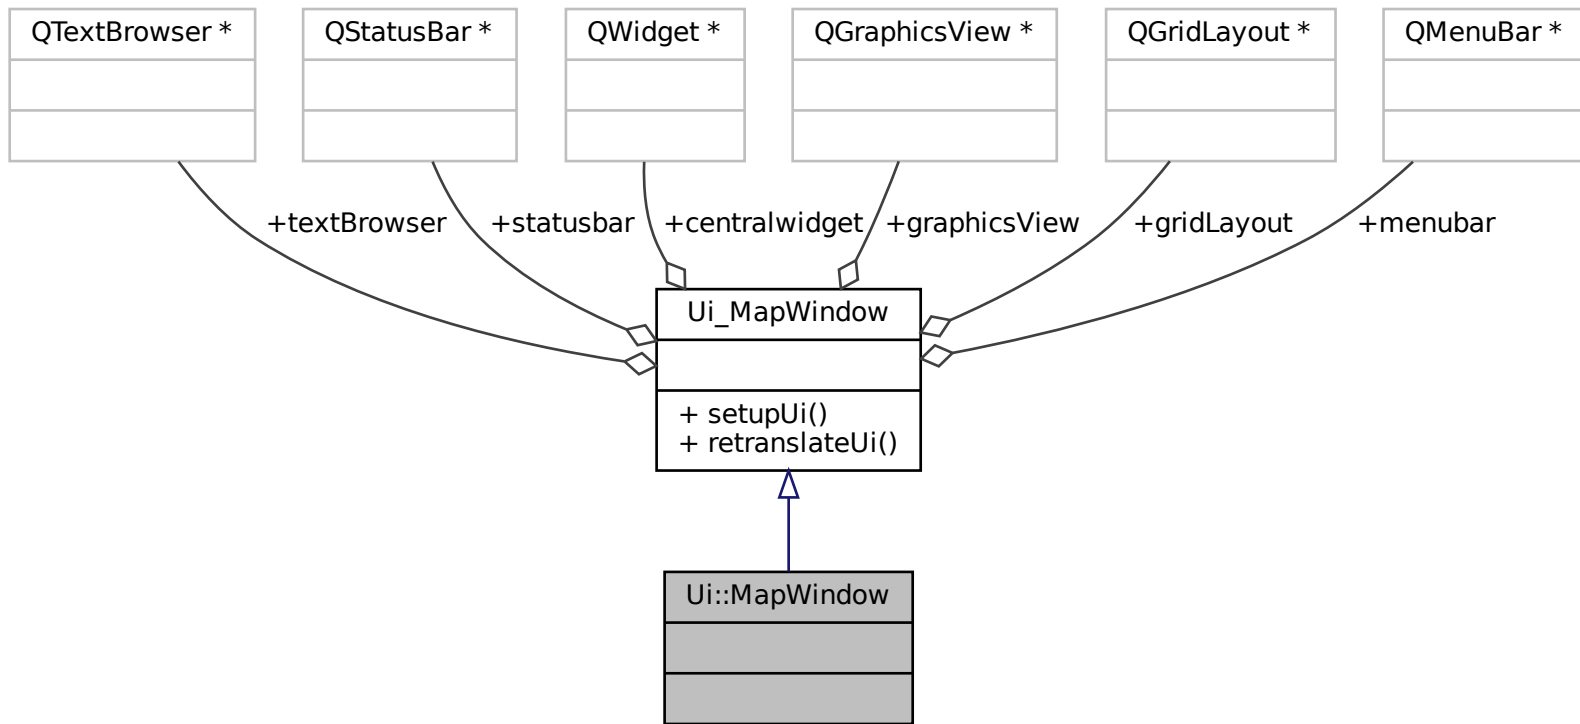 QTextBrowser *
QStatusBar *
QWidget *
QGraphicsView *
QGridLayout *
QMenuBar *
+textBrowser
+statusbar
+centralwidget
+graphicsView
+gridLayout
+menubar
Ui_MapWindow
+ setupUi()
+ retranslateUi()
Ui::MapWindow